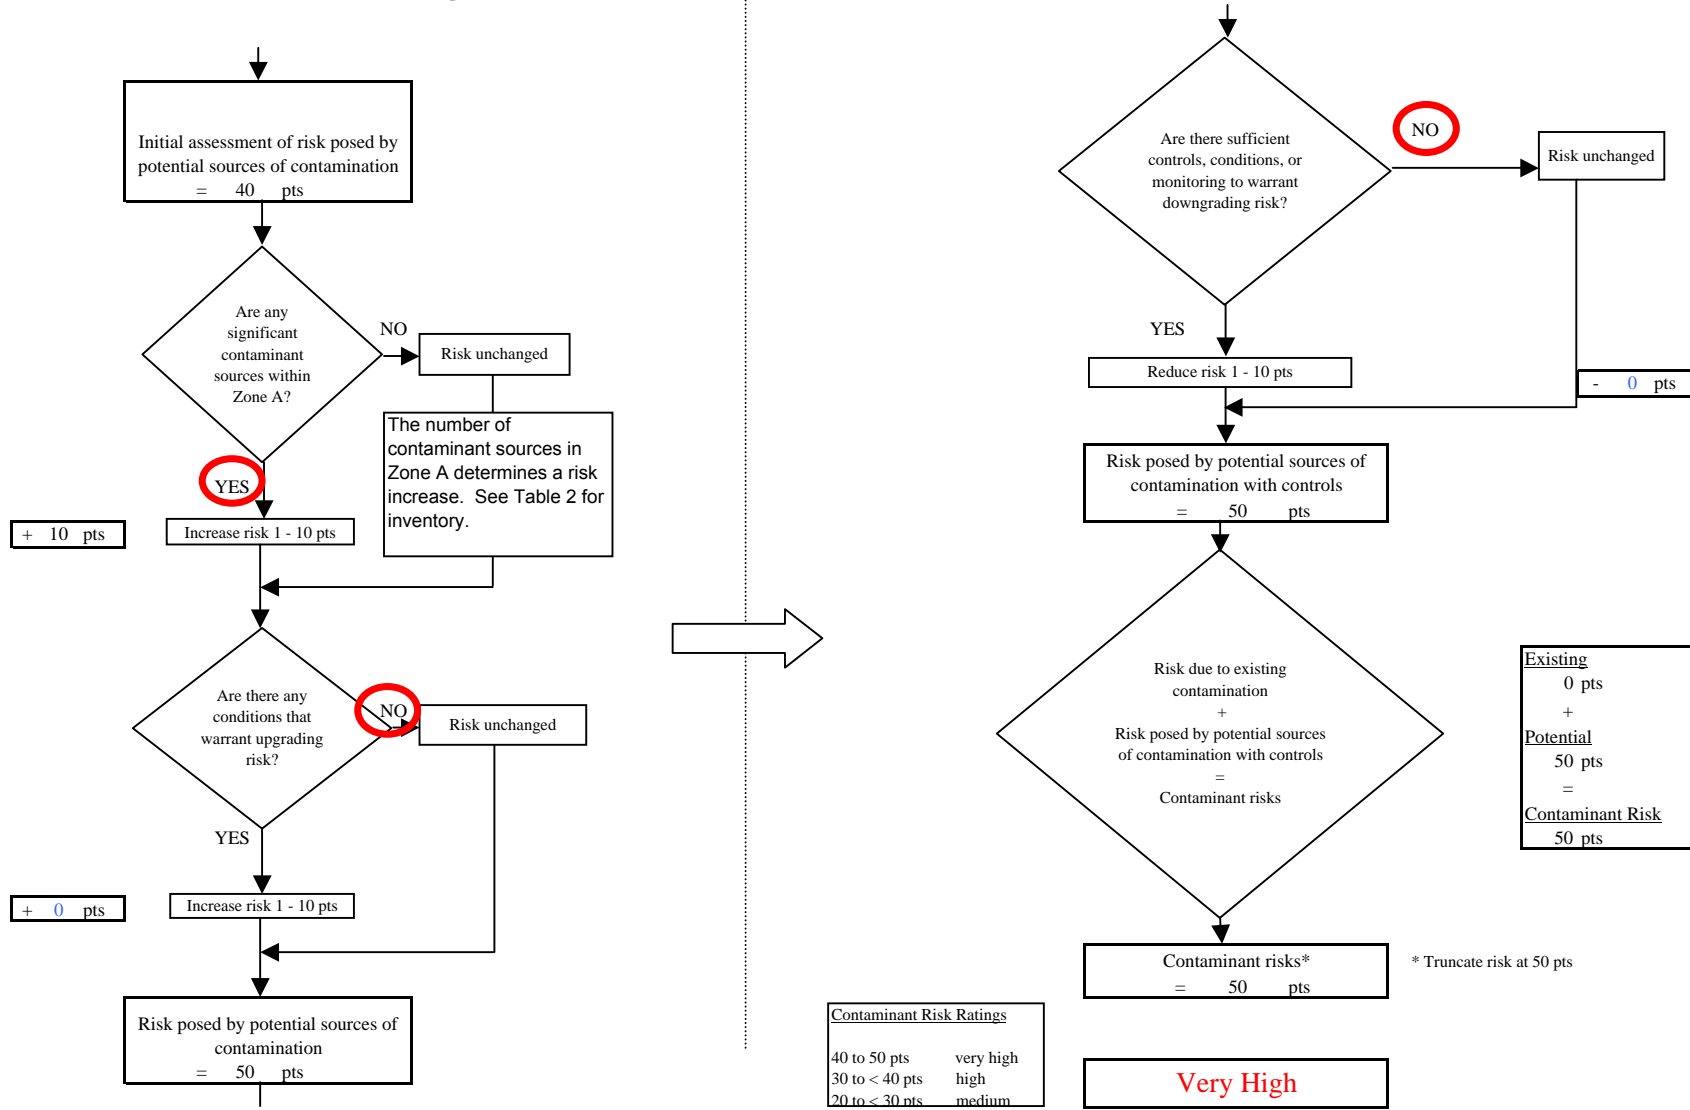 Initial assessment of risk posed by
potential sources of contamination
= 40 pts
Are any
significant
contaminant
sources within
Zone A?
NO
Risk unchanged
The number of
contaminant sources in
Zone A determines a risk
increase. See Table 2 for
inventory.
YES
+ 10 pts
Increase risk 1 - 10 pts
Are there any
conditions that
warrant upgrading
risk?
NO
Risk unchanged
YES
+ 0 pts
Increase risk 1 - 10 pts
Risk posed by potential sources of
contamination
= 50 pts
Are there sufficient
controls, conditions, or
monitoring to warrant
downgrading risk?
NO
Risk unchanged
YES
Reduce risk 1 - 10 pts
- 0 pts
Risk posed by potential sources of
contamination with controls
= 50 pts
Risk due to existing
contamination
+
Risk posed by potential sources
of contamination with controls
=
Contaminant risks
Existing
0 pts
+
Potential
50 pts
=
Contaminant Risk
50 pts
Contaminant risks*
= 50 pts
* Truncate risk at 50 pts
Contaminant Risk Ratings
40 to 50 pts very high
30 to < 40 pts high
20 to < 30 pts medium
Very High